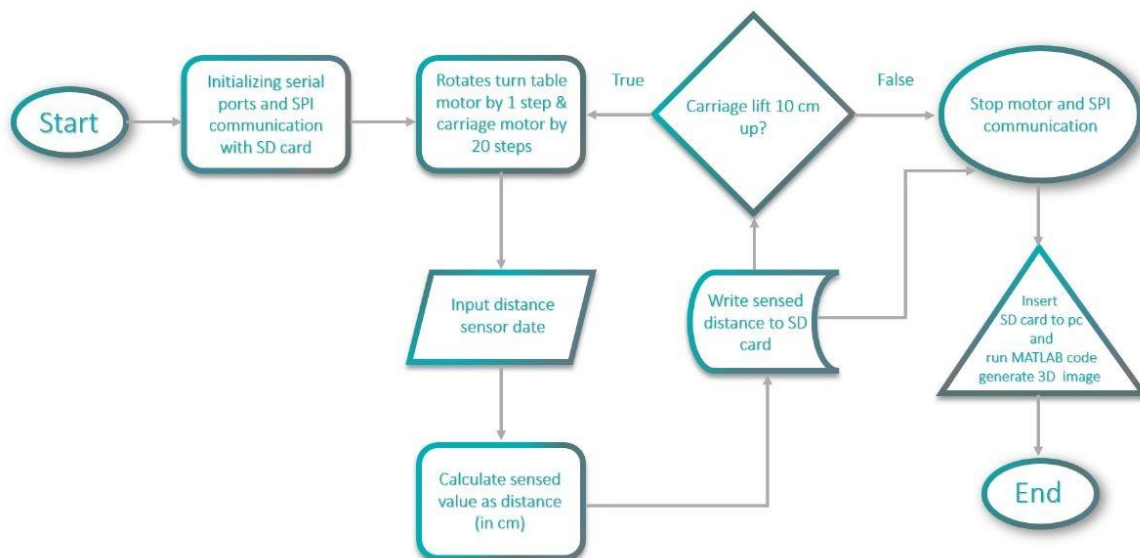 Start
Initializing serial
ports and SPI
communication
with SD card
Rotates turn table
motor by 1 step &
carriage motor by
20 steps
True
Carriage lift 10 cm
up?
False
Stop motor and SPI
communication
Input distance
sensor date
Write sensed
distance to SD
card
Insert
SD card to pc
and
run MATLAB code
generate 3D image
Calculate sensed
value as distance
(in cm)
End